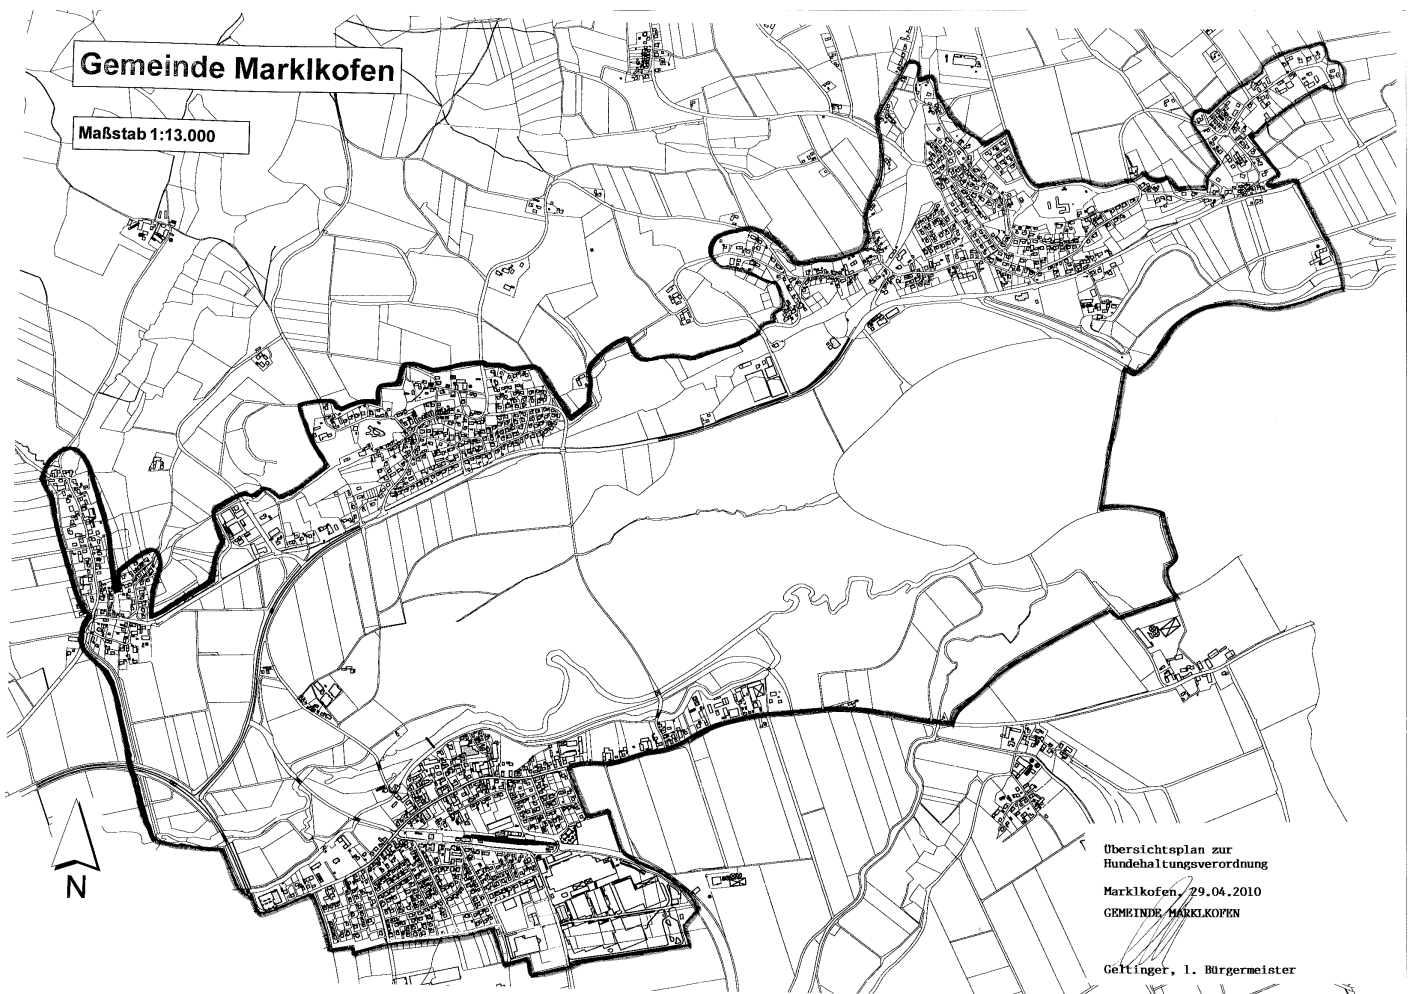 Gemeinde Marklkofen
Maßstab 1:13.000
N
Übersichtsplan zur
Hundehaltungsverordnung
Marklkofen, 29.04.2010
GEMEINDE MARKLKOFEN
Geltinger, 1. Bürgermeister